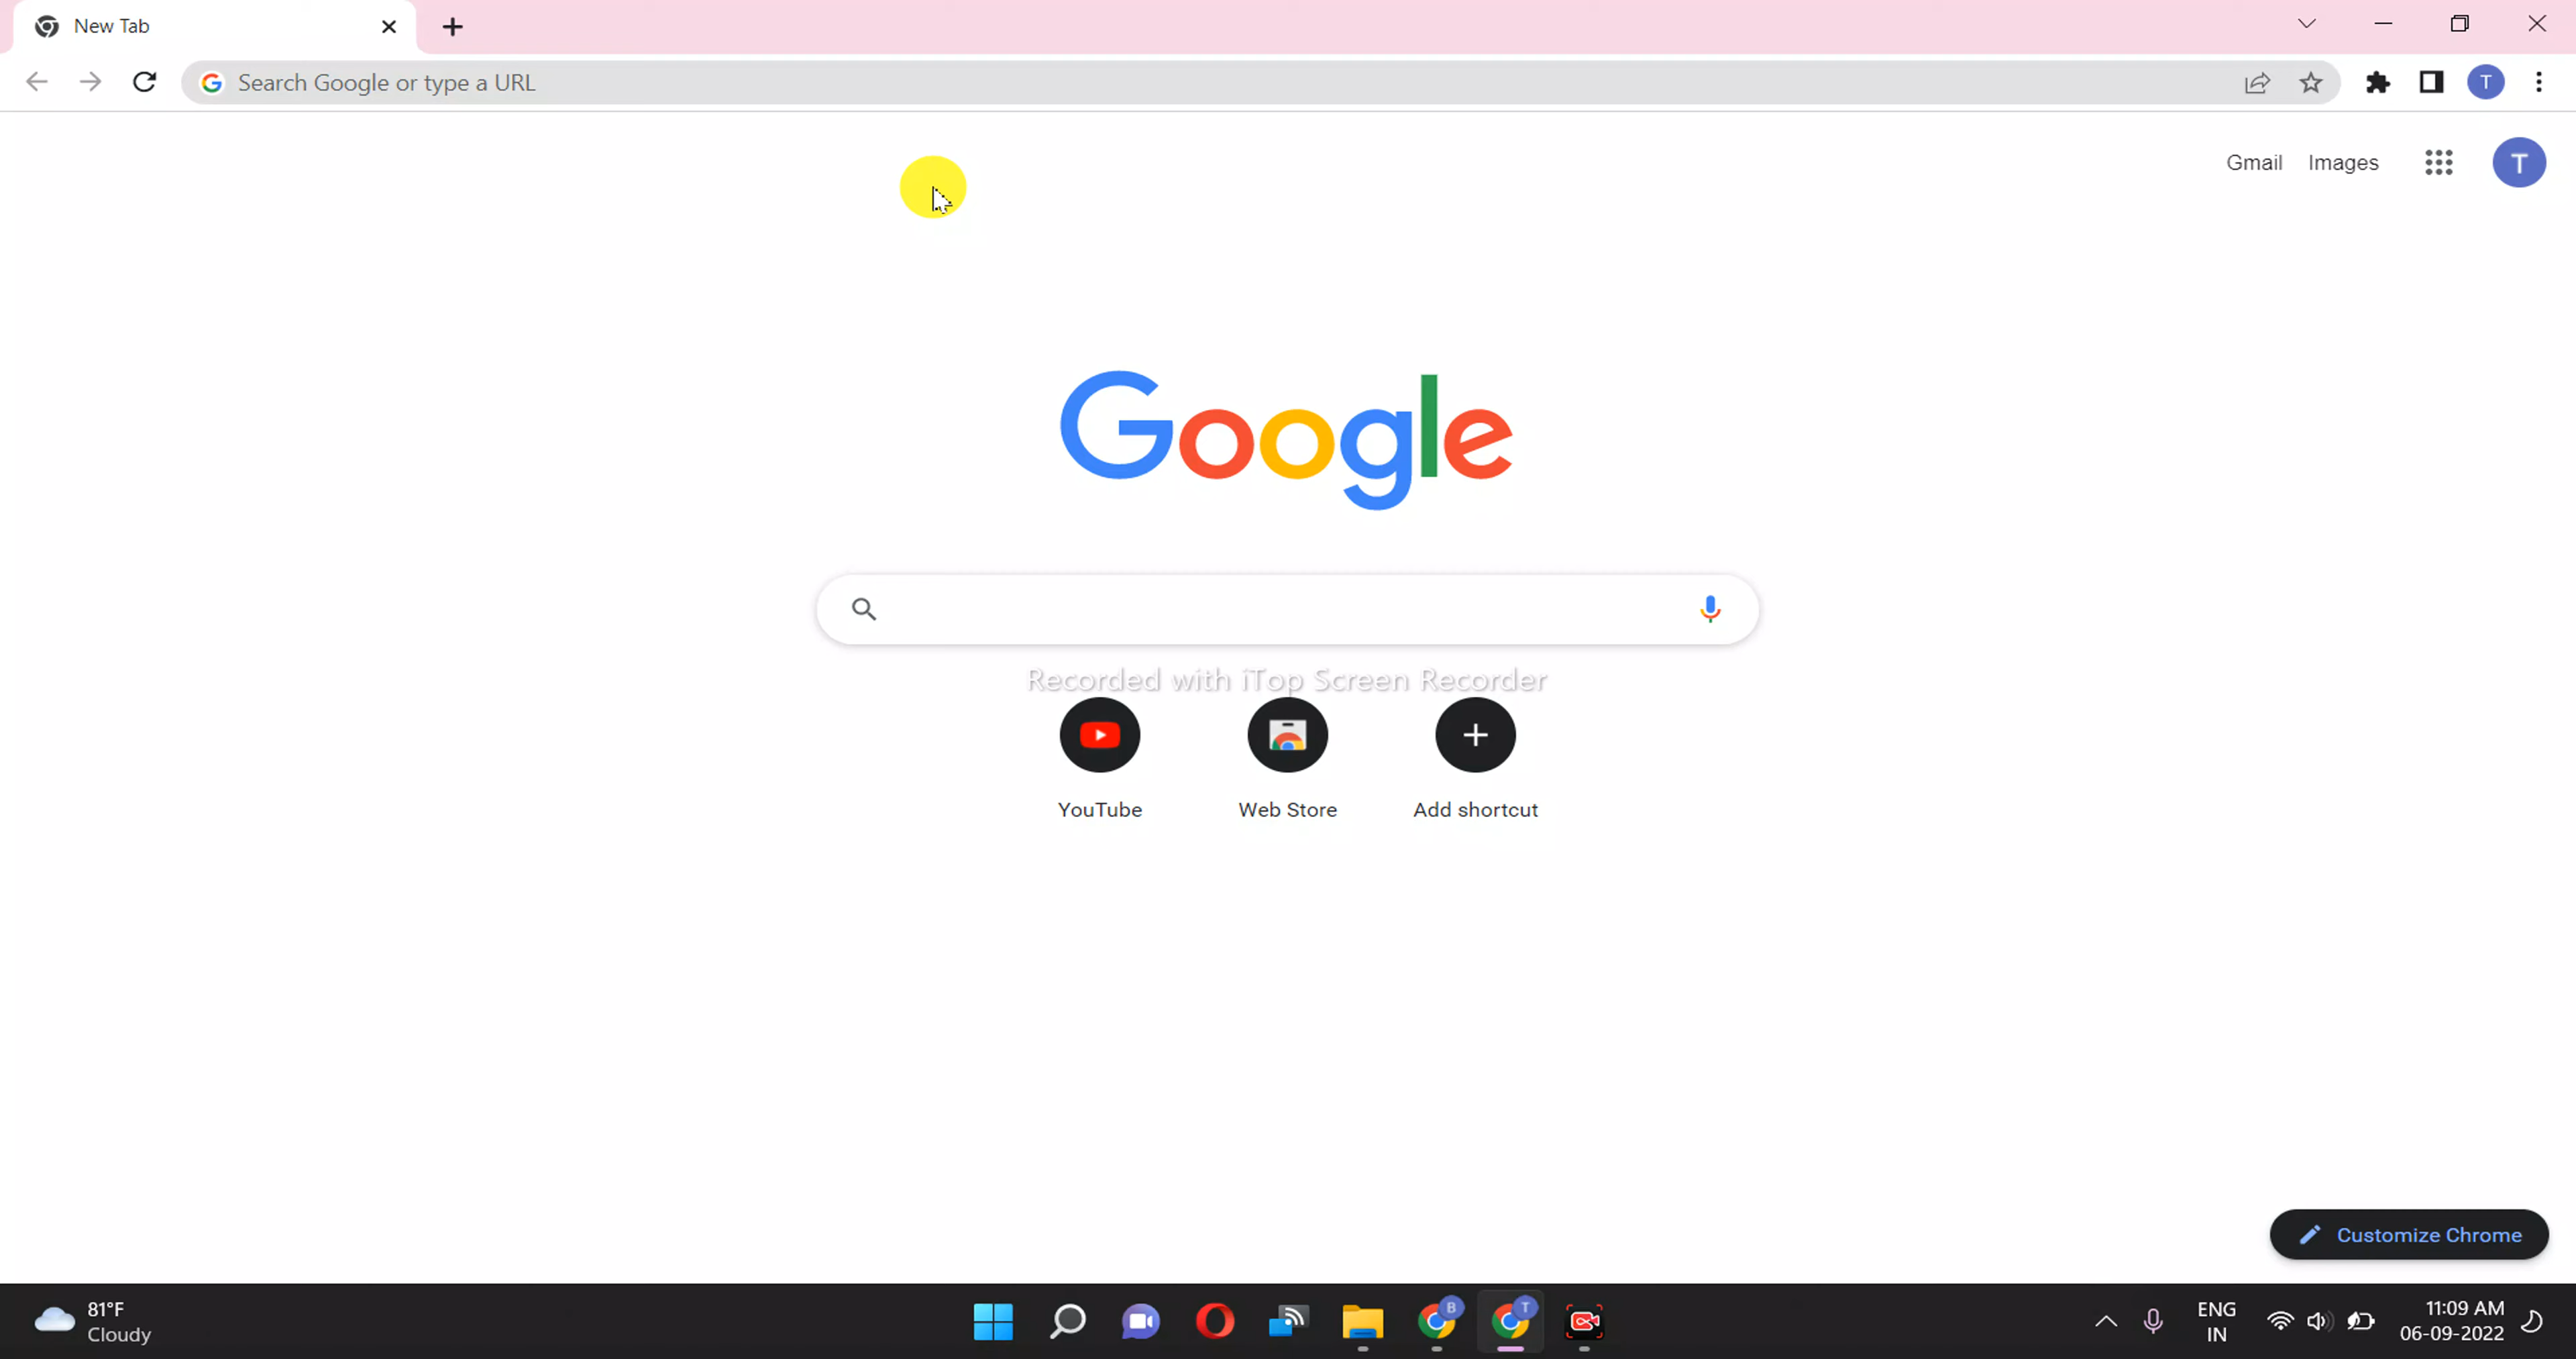 New Tab
Search Google or type a URL
T
Gmail Images
T
Google
Recorded with iTop Screen Recorder
YouTube
Web Store
Add shortcut
Customize Chrome
81°F
Cloudy
B
T
ENG
IN
11:09 AM
06-09-2022